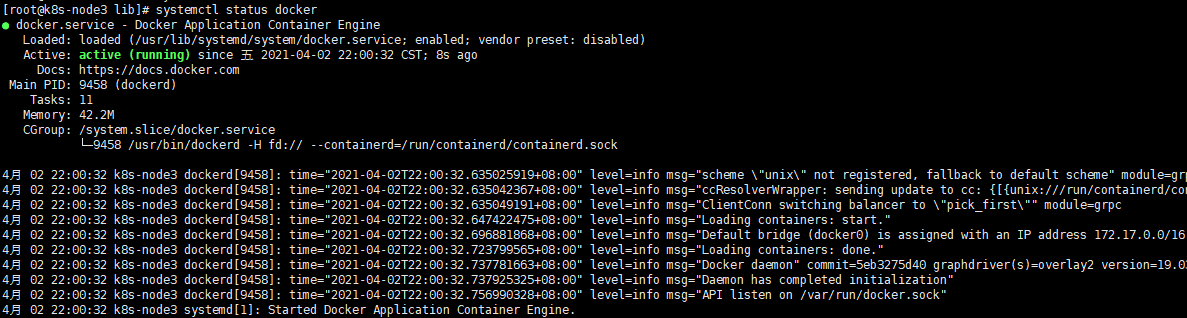 [root@k8s-node3 lib]# systemctl status docker
● docker.service - Docker Application Container Engine
   Loaded: loaded (/usr/lib/systemd/system/docker.service; enabled; vendor preset: disabled)
   Active: active (running) since 五 2021-04-02 22:00:32 CST; 8s ago
     Docs: https://docs.docker.com
 Main PID: 9458 (dockerd)
    Tasks: 11
   Memory: 42.2M
   CGroup: /system.slice/docker.service
           └─9458 /usr/bin/dockerd -H fd:// --containerd=/run/containerd/containerd.sock
4月 02 22:00:32 k8s-node3 dockerd[9458]: time="2021-04-02T22:00:32.635025919+08:00" level=info msg="scheme \"unix\" not registered, fallback to default scheme" module=grp
4月 02 22:00:32 k8s-node3 dockerd[9458]: time="2021-04-02T22:00:32.635042367+08:00" level=info msg="ccResolverWrapper: sending update to cc: {[{unix:///run/containerd/con
4月 02 22:00:32 k8s-node3 dockerd[9458]: time="2021-04-02T22:00:32.635049191+08:00" level=info msg="ClientConn switching balancer to \"pick_first\"" module=grpc
4月 02 22:00:32 k8s-node3 dockerd[9458]: time="2021-04-02T22:00:32.647422475+08:00" level=info msg="Loading containers: start."
4月 02 22:00:32 k8s-node3 dockerd[9458]: time="2021-04-02T22:00:32.696881868+08:00" level=info msg="Default bridge (docker0) is assigned with an IP address 172.17.0.0/16
4月 02 22:00:32 k8s-node3 dockerd[9458]: time="2021-04-02T22:00:32.723799565+08:00" level=info msg="Loading containers: done."
4月 02 22:00:32 k8s-node3 dockerd[9458]: time="2021-04-02T22:00:32.737781663+08:00" level=info msg="Docker daemon" commit=5eb3275d40 graphdriver(s)=overlay2 version=19.03
4月 02 22:00:32 k8s-node3 dockerd[9458]: time="2021-04-02T22:00:32.737925325+08:00" level=info msg="Daemon has completed initialization"
4月 02 22:00:32 k8s-node3 dockerd[9458]: time="2021-04-02T22:00:32.756990328+08:00" level=info msg="API listen on /var/run/docker.sock"
4月 02 22:00:32 k8s-node3 systemd[1]: Started Docker Application Container Engine.